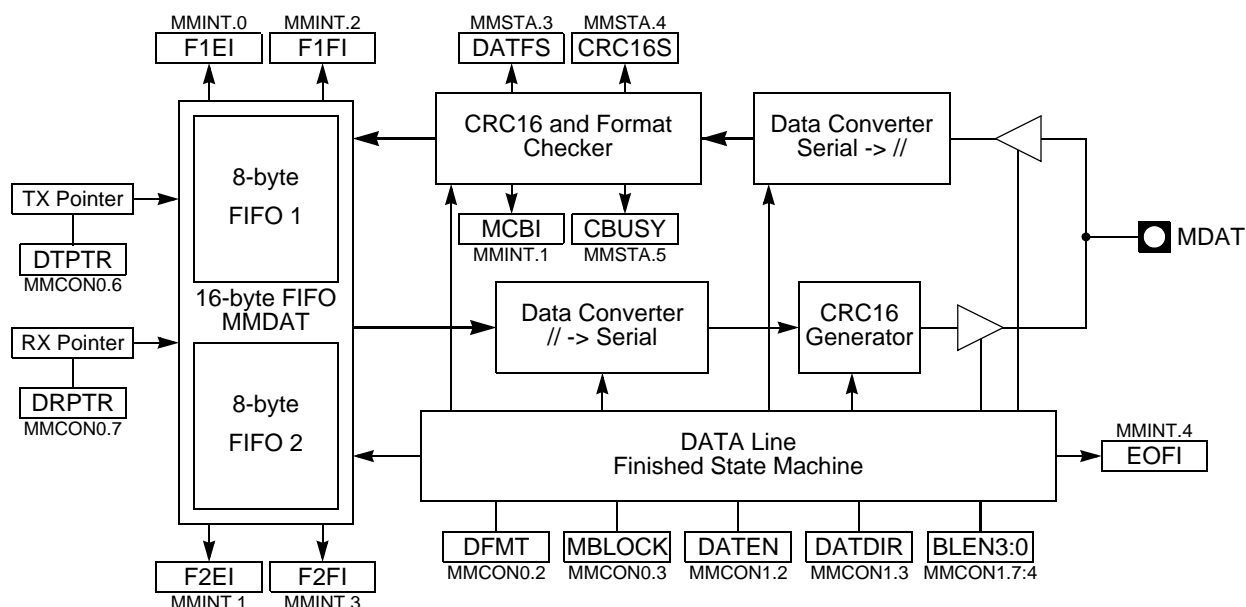 MMINT.0
F1EI
MMINT.2
F1FI
MMSTA.3
DATFS
MMSTA.4
CRC16S
CRC16 and Format
Checker
Data Converter
Serial -> //
8-byte
FIFO 1
TX Pointer
DTPTR
MMCON0.6
MCBI
MMINT.1
CBUSY
MMSTA.5
MDAT
16-byte FIFO
MMDAT
Data Converter
// -> Serial
CRC16
Generator
RX Pointer
DRPTR
MMCON0.7
8-byte
FIFO 2
DATA Line
Finished State Machine
MMINT.4
EOFI
DFMT
MMCON0.2
MBLOCK
MMCON0.3
DATEN
MMCON1.2
DATDIR
MMCON1.3
BLEN3:0
MMCON1.7:4
F2EI
MMINT.1
F2FI
MMINT.3